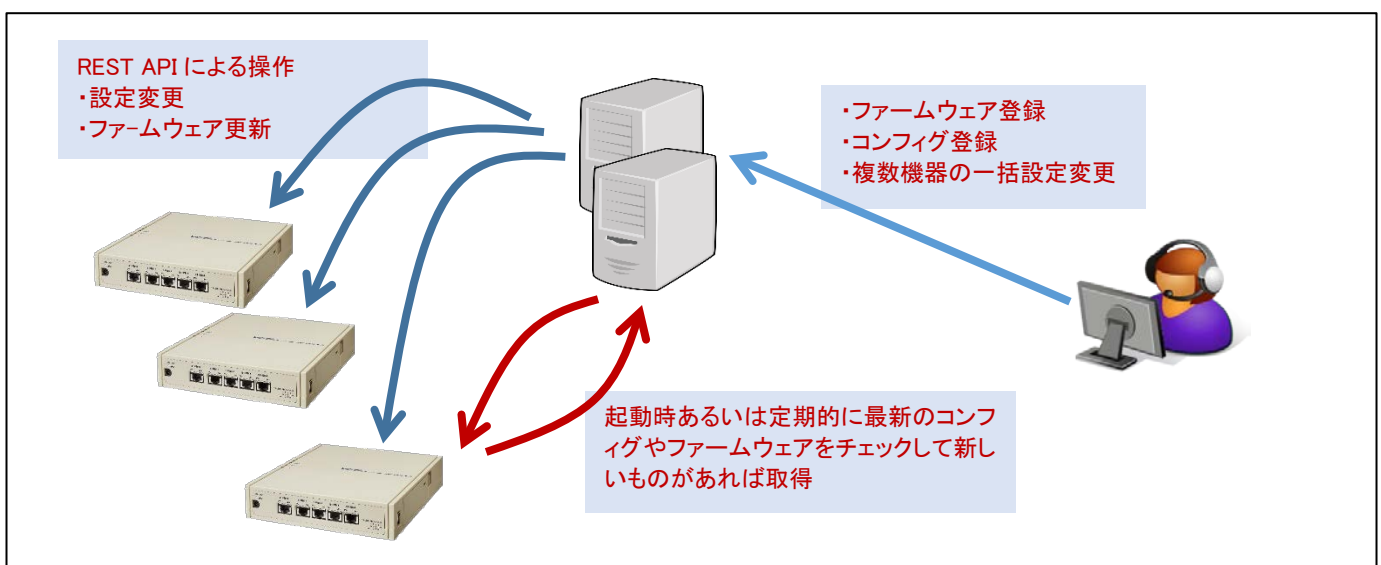 REST API による操作
・設定変更
・ファームウェア更新
・ファームウェア登録
・コンフィグ登録
・複数機器の一括設定変更
起動時あるいは定期的に最新のコンフ
ィグやファームウェアをチェックして新し
いものがあれば取得